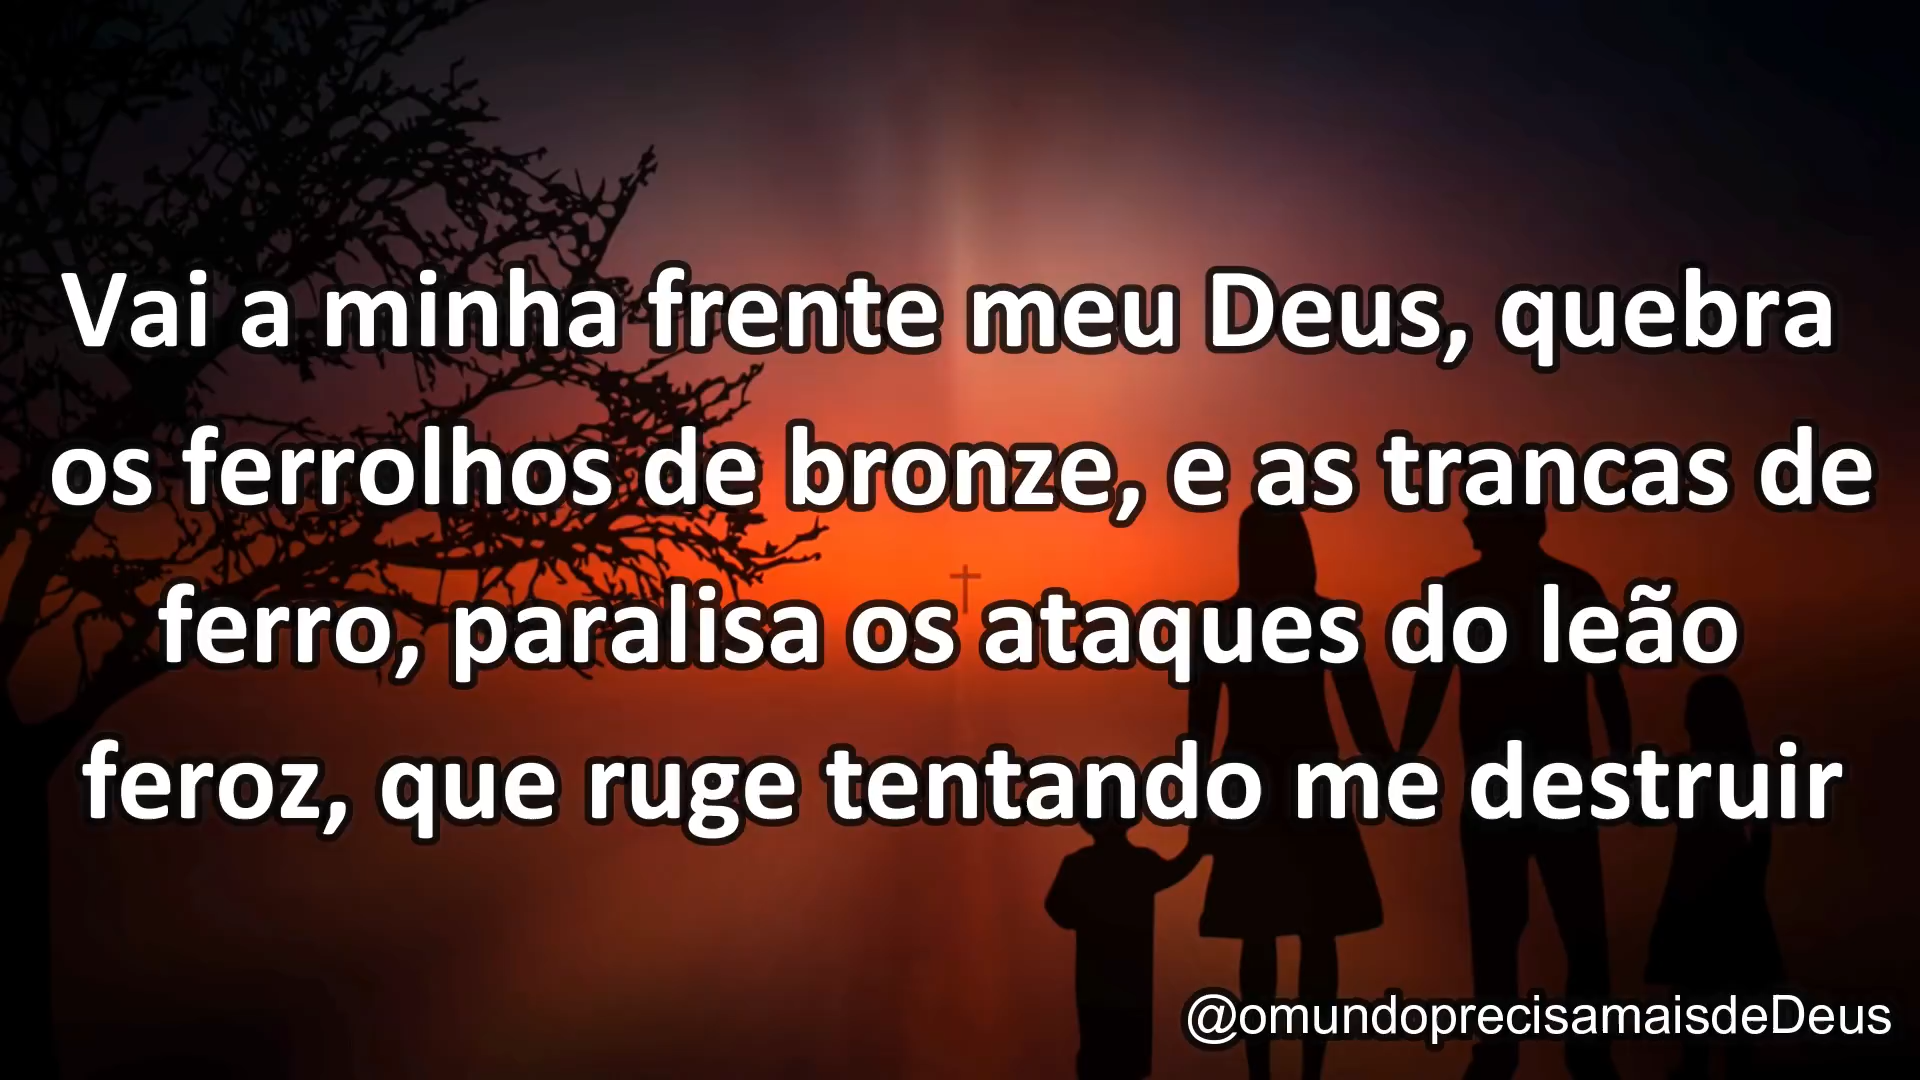 Vai a minha frente meu Deus, quebra
os ferrolhos de bronze, e as trancas de
ferro, paralisa os ataques do leão
feroz, que ruge tentando me destruir
@omundoprecisamaisdeDeus